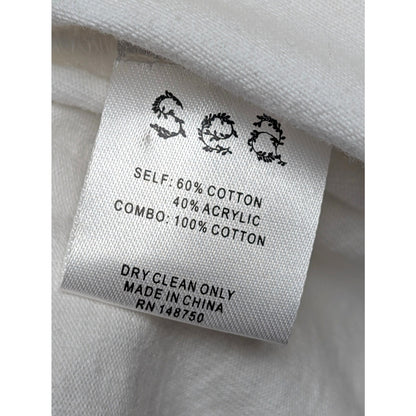 Sea
SELF: 60% COTTON
40% ACRYLIC
COMBO: 100% COTTON
DRY CLEAN ONLY
MADE IN CHINA
RN 148750